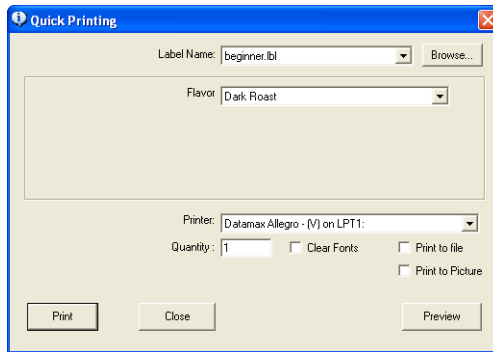 Quick Printing
Label Name: beginner.lbl Browse...
Flavor Dark Roast
Printer: Datamax Allegro - (V) on LPT1:
Quantity : 1 Clear Fonts Print to file
Print to Picture
Print Close Preview